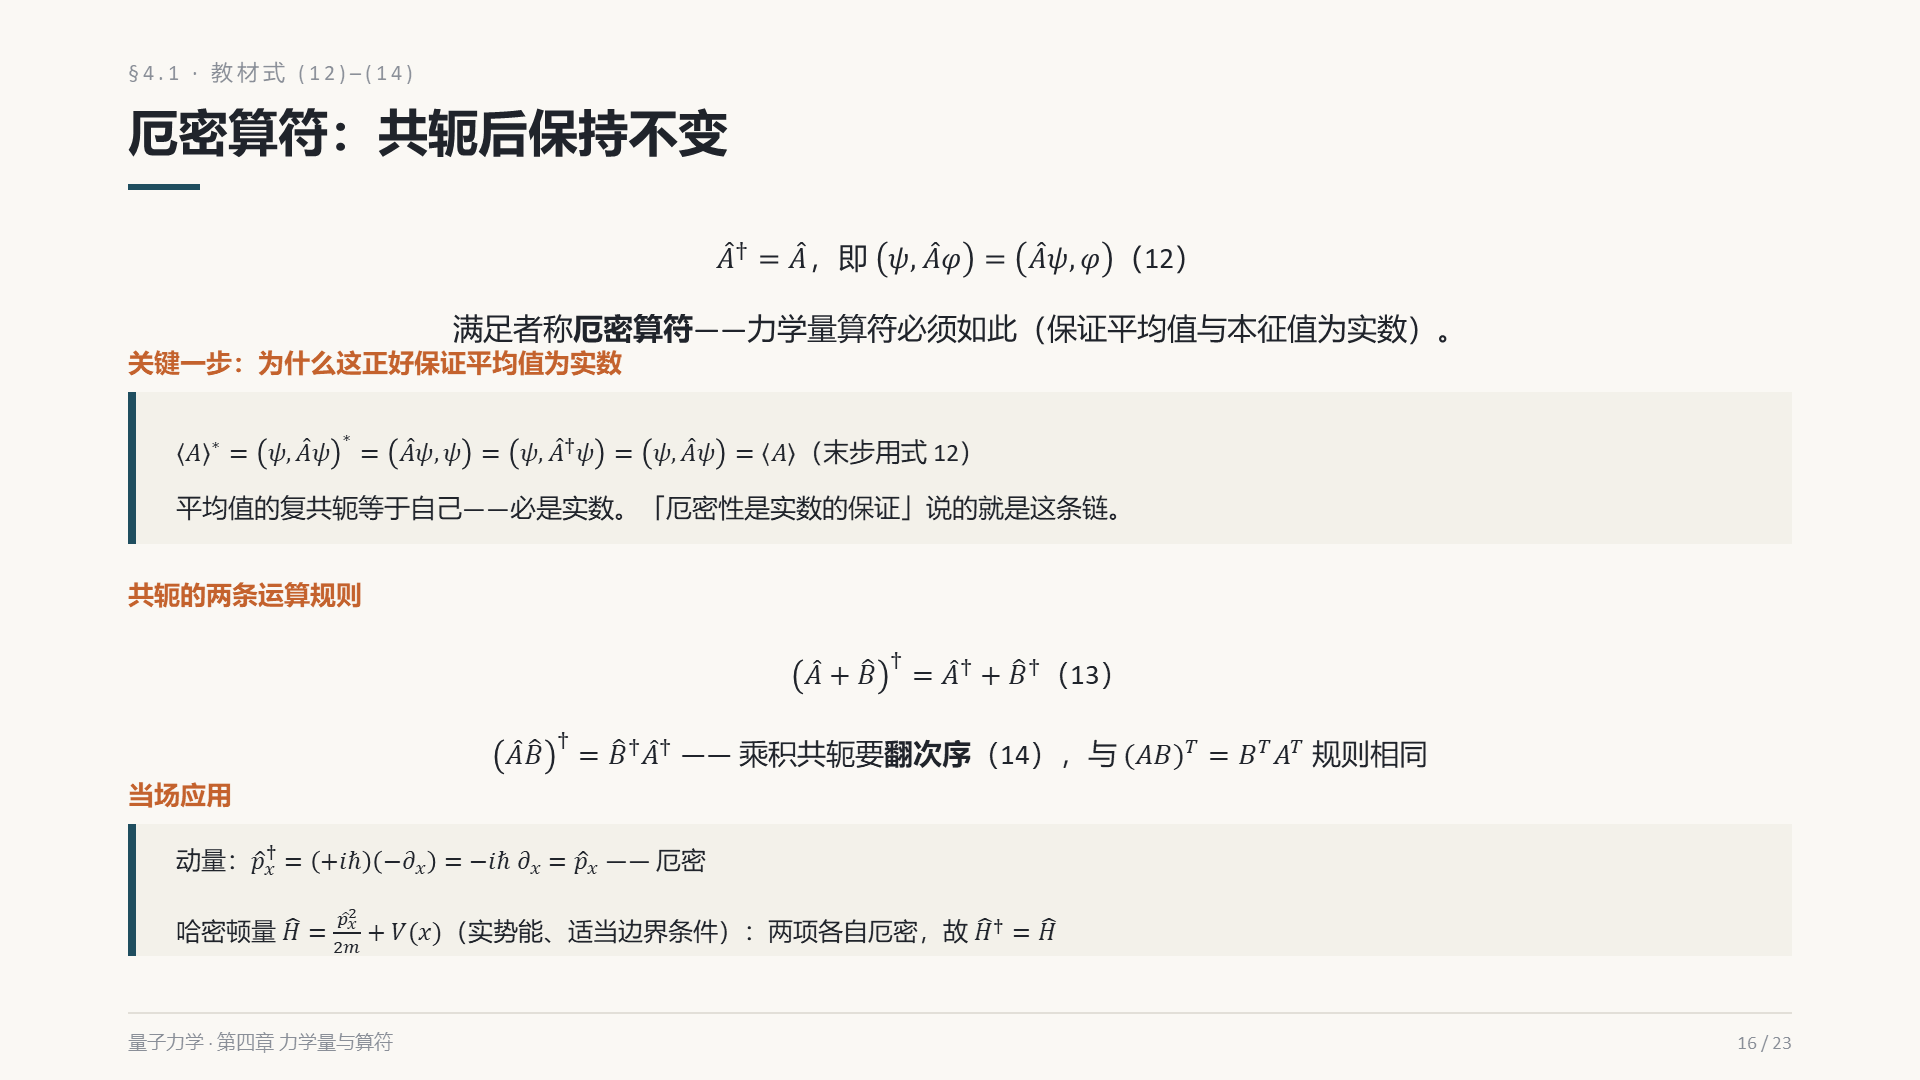 §4.1 · 教材式 (12)–(14)
厄密算符：共轭后保持不变
Â† = Â，即 (ψ, Âφ) = (Âψ, φ)（12）
满足者称厄密算符——力学量算符必须如此（保证平均值与本征值为实数）。
关键一步：为什么这正好保证平均值为实数
⟨A⟩* = (ψ, Âψ)* = (Âψ, ψ) = (ψ, Â†ψ) = (ψ, Âψ) = ⟨A⟩（末步用式 12）
平均值的复共轭等于自己——必是实数。「厄密性是实数的保证」说的就是这条链。
共轭的两条运算规则
(Â + B̂)† = Â† + B̂†（13）
(ÂB̂)† = B̂†Â† —— 乘积共轭要翻次序（14），与 (AB)ᵀ = BᵀAᵀ 规则相同
当场应用
动量：p̂ₓ† = (+iℏ)(−∂ₓ) = −iℏ ∂ₓ = p̂ₓ —— 厄密
哈密顿量 Ĥ = p̂ₓ²/2m + V(x)（实势能、适当边界条件）：两项各自厄密，故 Ĥ† = Ĥ
量子力学 · 第四章 力学量与算符
16 / 23